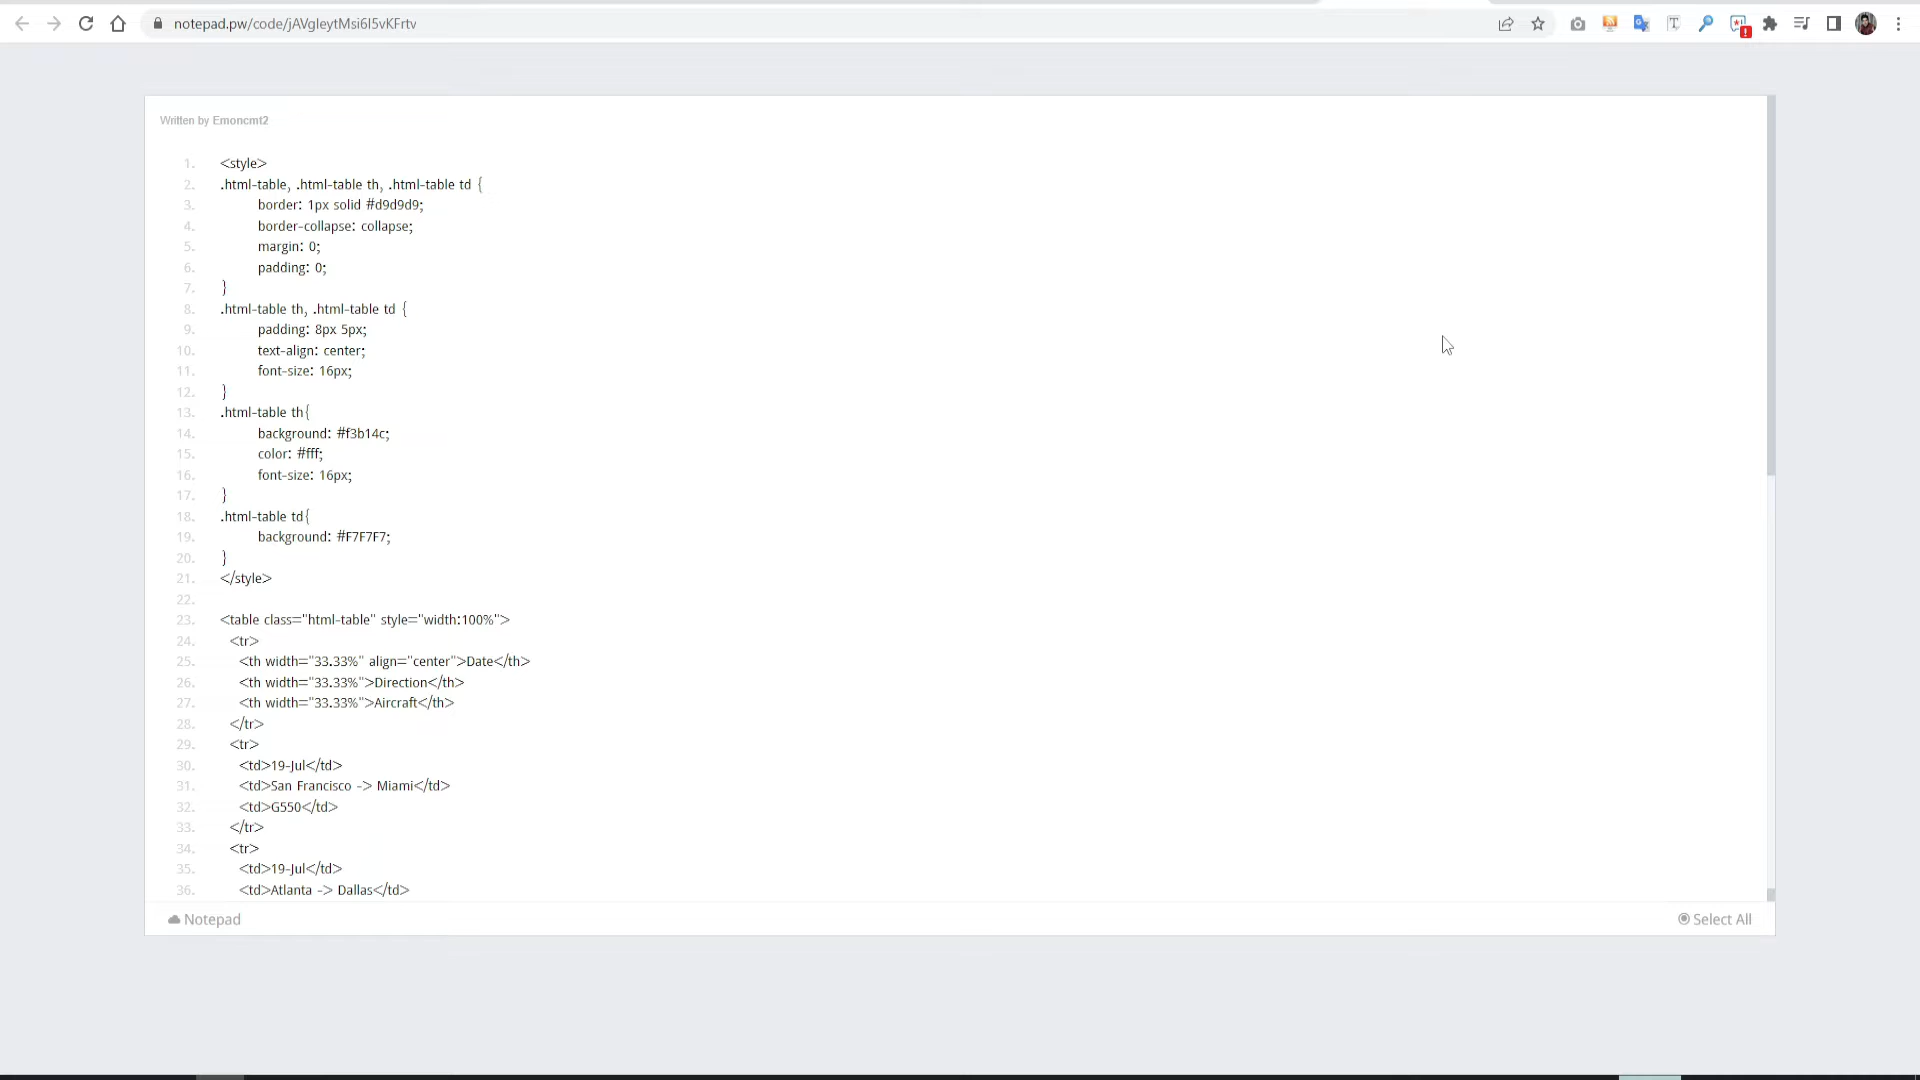 notepad.pw/code/jAVgleytMsi6l5vKFrtv
Written by Emoncmt2
1. <style>
2. .html-table, .html-table th, .html-table td {
3. border: 1px solid #d9d9d9;
4. border-collapse: collapse;
5. margin: 0;
6. padding: 0;
7. }
8. .html-table th, .html-table td {
9. padding: 8px 5px;
10. text-align: center;
11. font-size: 16px;
12. }
13. .html-table th{
14. background: #f3b14c;
15. color: #fff;
16. font-size: 16px;
17. }
18. .html-table td{
19. background: #F7F7F7;
20. }
21. </style>
22.
23. <table class="html-table" style="width:100%">
24. <tr>
25. <th width="33.33%" align="center">Date</th>
26. <th width="33.33%">Direction</th>
27. <th width="33.33%">Aircraft</th>
28. </tr>
29. <tr>
30. <td>19-Jul</td>
31. <td>San Francisco -> Miami</td>
32. <td>G550</td>
33. </tr>
34. <tr>
35. <td>19-Jul</td>
36. <td>Atlanta -> Dallas</td>
Notepad
Select All